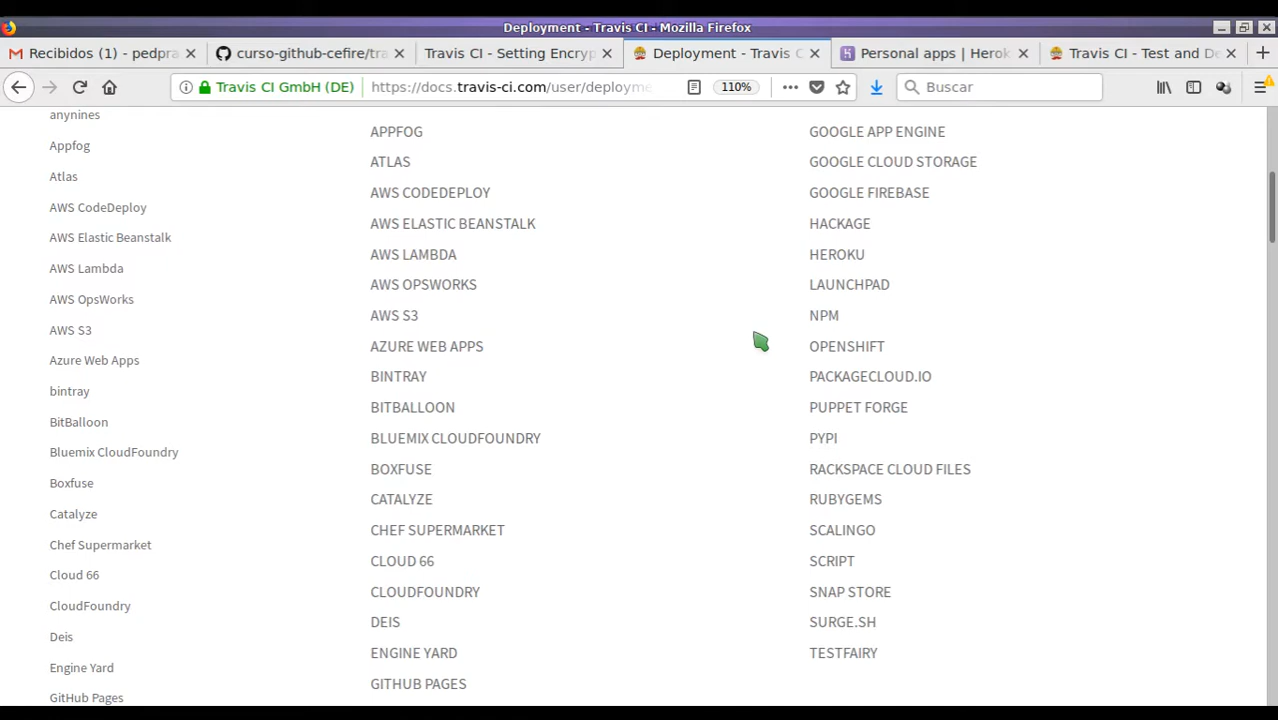 Deployment - Travis CI - Mozilla Firefox
Recibidos (1) - pedpra
curso-github-cefire/tra
Travis CI - Setting Encryp
Deployment - Travis C
Personal apps | Herok
Travis CI - Test and De
Travis CI GmbH (DE)
https://docs.travis-ci.com/user/deployme
110%
Buscar
anynines
Appfog
Atlas
AWS CodeDeploy
AWS Elastic Beanstalk
AWS Lambda
AWS OpsWorks
AWS S3
Azure Web Apps
bintray
BitBalloon
Bluemix CloudFoundry
Boxfuse
Catalyze
Chef Supermarket
Cloud 66
CloudFoundry
Deis
Engine Yard
GitHub Pages
APPFOG
ATLAS
AWS CODEDEPLOY
AWS ELASTIC BEANSTALK
AWS LAMBDA
AWS OPSWORKS
AWS S3
AZURE WEB APPS
BINTRAY
BITBALLOON
BLUEMIX CLOUDFOUNDRY
BOXFUSE
CATALYZE
CHEF SUPERMARKET
CLOUD 66
CLOUDFOUNDRY
DEIS
ENGINE YARD
GITHUB PAGES
GOOGLE APP ENGINE
GOOGLE CLOUD STORAGE
GOOGLE FIREBASE
HACKAGE
HEROKU
LAUNCHPAD
NPM
OPENSHIFT
PACKAGECLOUD.IO
PUPPET FORGE
PYPI
RACKSPACE CLOUD FILES
RUBYGEMS
SCALINGO
SCRIPT
SNAP STORE
SURGE.SH
TESTFAIRY